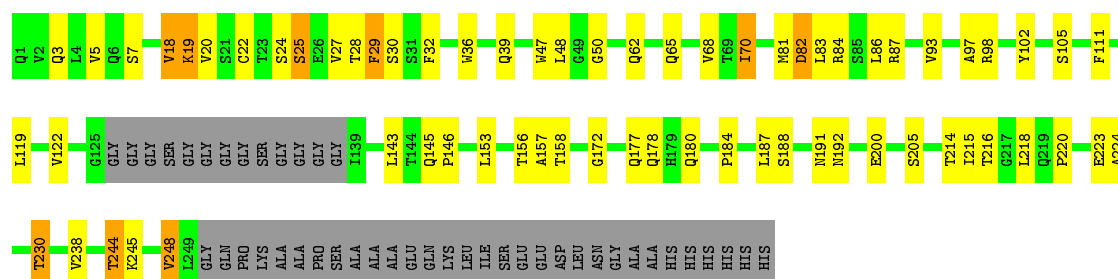 Q1 V2 Q3 L4 V5 Q6 S7 V18 K19 V20 S21 C22 T23 S24 S25 E26 V27 T28 F29 S30 S31 F32 W36 Q39 W47 L48 G49 G50 Q62 Q65 V68 T69 I70 M81 D82 L83 R84 S85 L86 R87 V93 A97 R98 Y102 S105 F111
L119 V122 G125 GLY GLY GLY SER GLY GLY GLY GLY SER GLY GLY GLY GLY I139 L143 T144 Q145 P146 L153 T156 A157 T158 G172 Q177 Q178 H179 Q180 P184 L187 S188 N191 N192 E200 S205 T214 I215 T216 G217 L218 Q219 P220 E223 A224
T230 V238 T244 K245 V248 L249 GLY GLN PRO LYS ALA ALA PRO SER ALA ALA ALA GLU GLN LYS LEU ILE SER GLU GLU ASP LEU ASN GLY ALA ALA HIS HIS HIS HIS HIS HIS